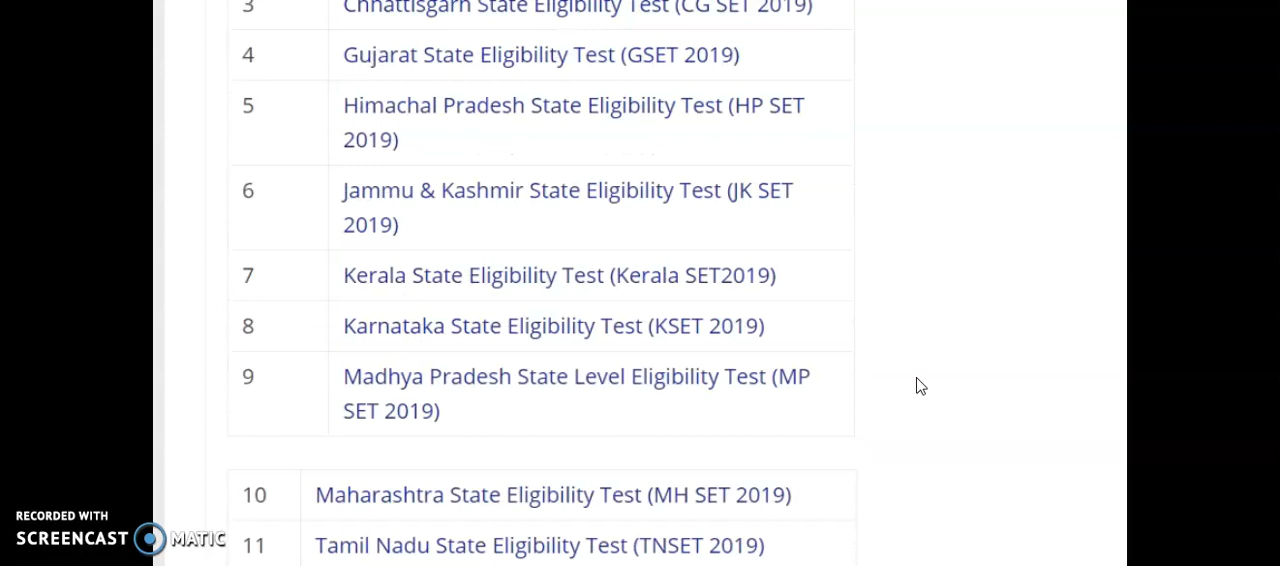 3 Chhattisgarh State Eligibility Test (CG SET 2019)
4 Gujarat State Eligibility Test (GSET 2019)
5 Himachal Pradesh State Eligibility Test (HP SET
2019)
6 Jammu & Kashmir State Eligibility Test (JK SET
2019)
7 Kerala State Eligibility Test (Kerala SET2019)
8 Karnataka State Eligibility Test (KSET 2019)
9 Madhya Pradesh State Level Eligibility Test (MP
SET 2019)
10 Maharashtra State Eligibility Test (MH SET 2019)
11 Tamil Nadu State Eligibility Test (TNSET 2019)
RECORDED WITH
SCREENCAST MATIC